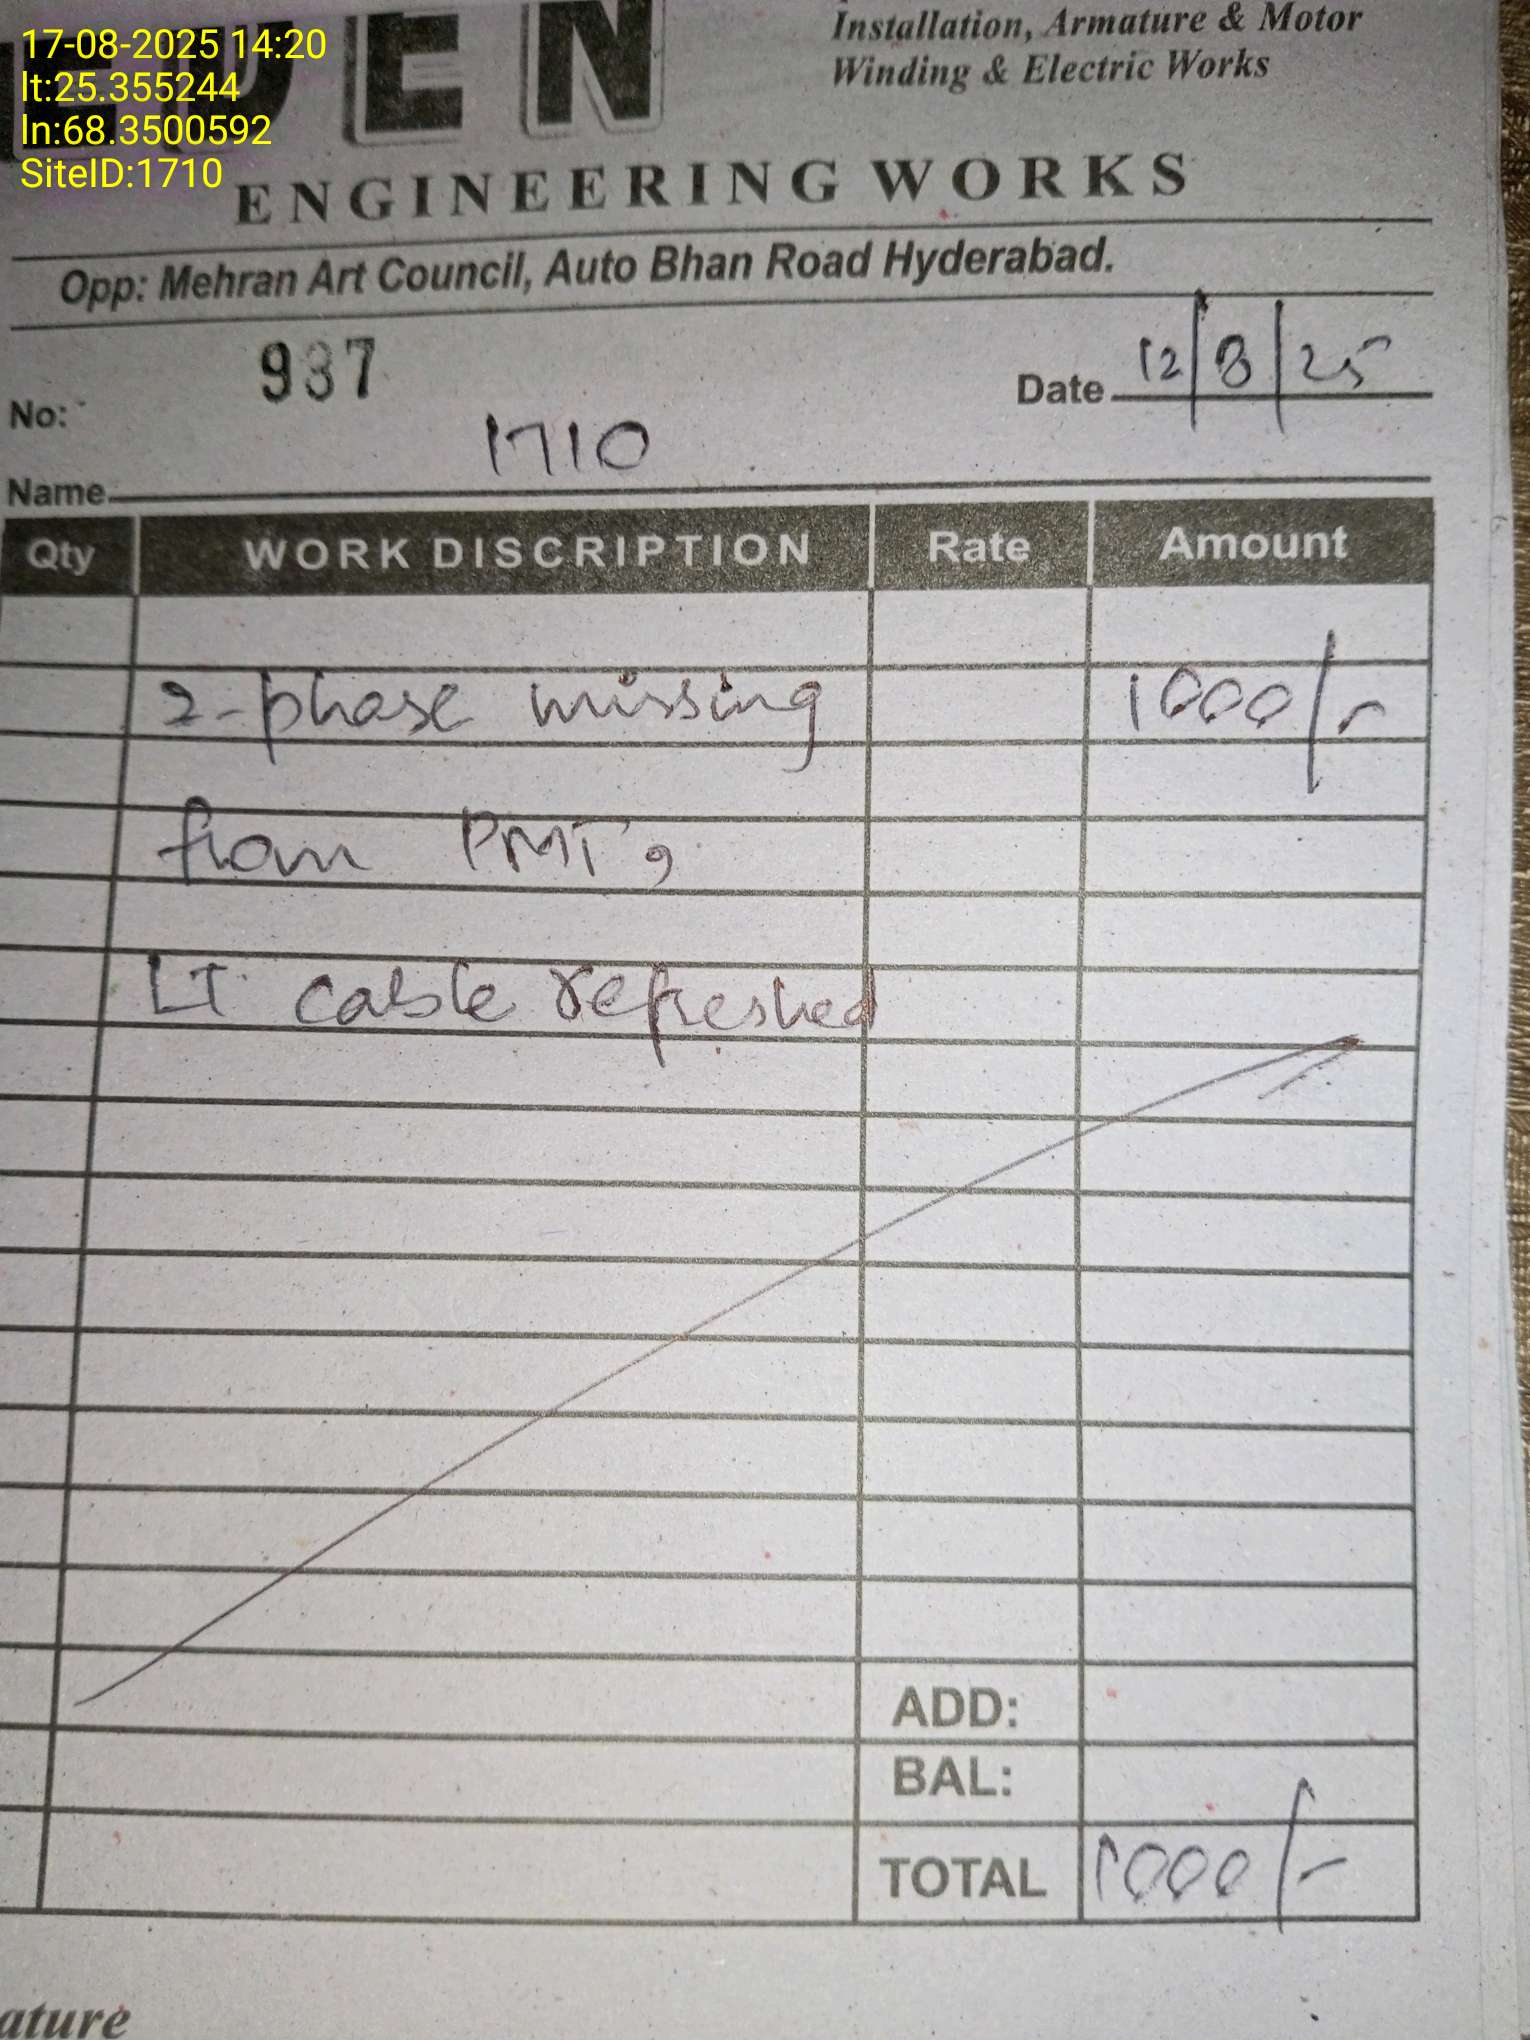 17-08-2025 14:20
lt:25.355244
ln:68.3500592
SiteID:1710
Installation, Armature & Motor
Winding & Electric Works
ENGINEERING WORKS
Opp: Mehran Art Council, Auto Bhan Road Hyderabad.
No: 937
Date 12/8/25
Name 1710
Qty WORK DISCRIPTION Rate Amount
2-phase missing 1000/-
from PMT,
LT cable refreshed
ADD:
BAL:
TOTAL 1000/-